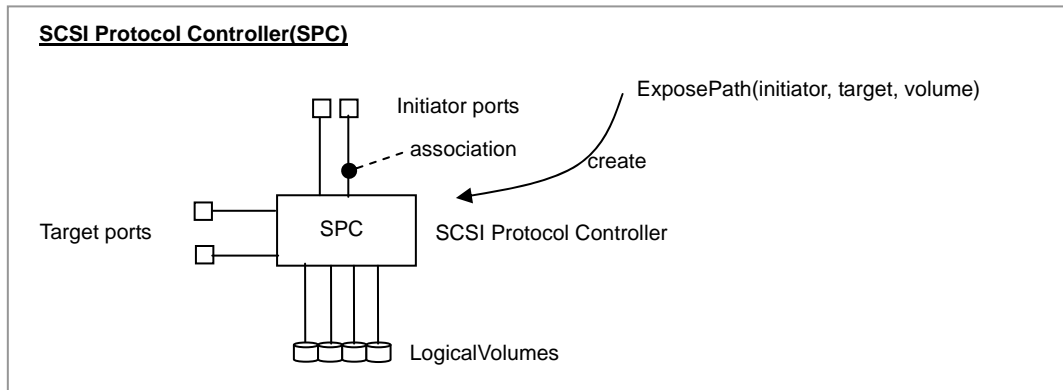 SCSI Protocol Controller(SPC)
ExposePath(initiator, target, volume)
Initiator ports
association
create
Target ports
SPC
SCSI Protocol Controller
LogicalVolumes